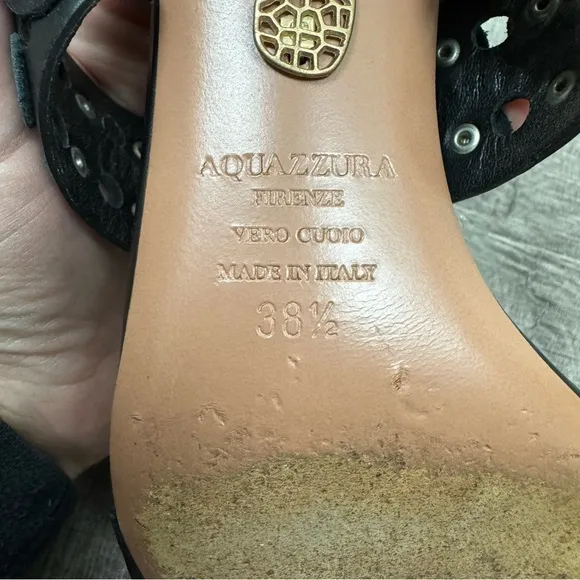 AQUAZZURA
FIRENZE
VERO CUOIO
MADE IN ITALY
38½